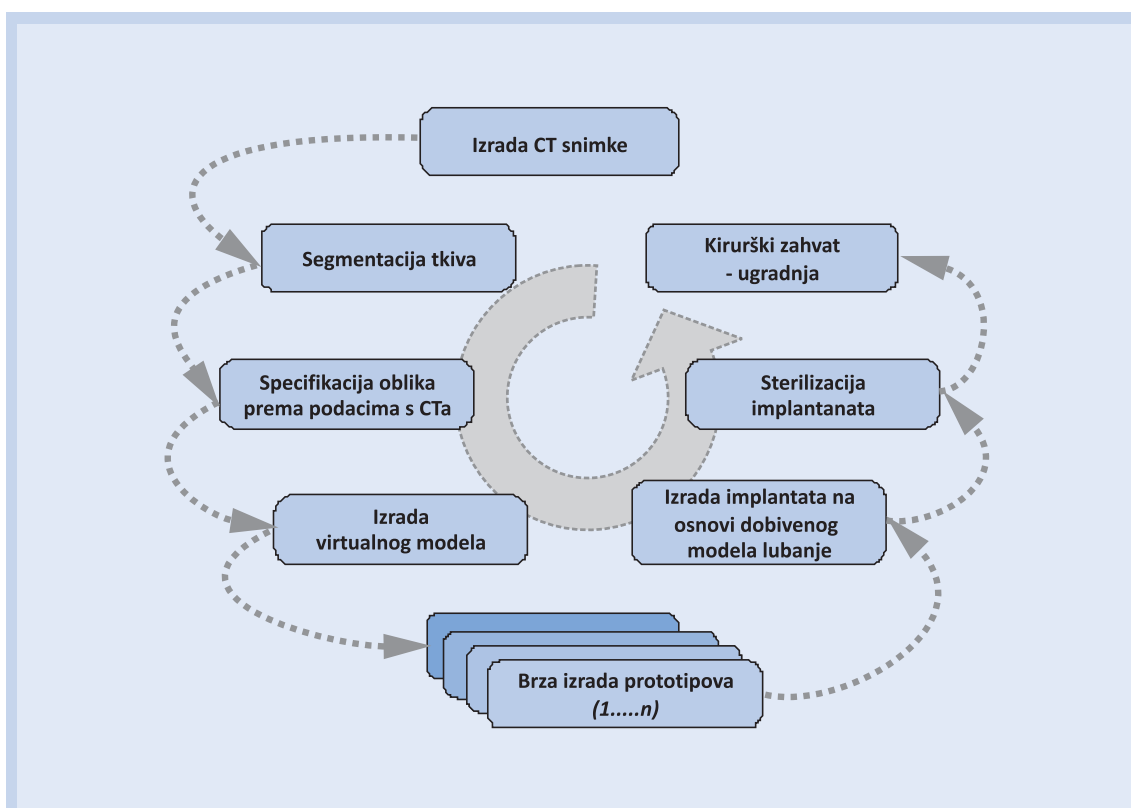 Izrada CT snimke
Segmentacija tkiva
Specifikacija oblika
prema podacima s CTa
Izrada
virtualnog modela
Brza izrada prototipova
(1.....n)
Izrada implantata na
osnovi dobivenog
modela lubanje
Sterilizacija
implantanata
Kirurški zahvat
- ugradnja